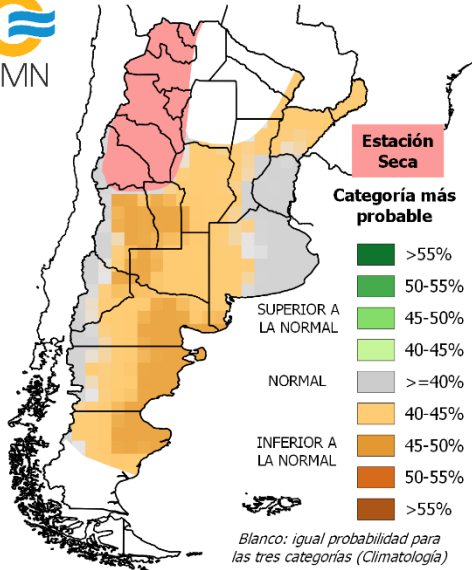 MN
Estación
Seca
Categoría más
probable
>55%
50-55%
SUPERIOR A
LA NORMAL
45-50%
40-45%
NORMAL
>=40%
40-45%
INFERIOR A
LA NORMAL
45-50%
50-55%
>55%
Blanco: igual probabilidad para
las tres categorías (Climatología)